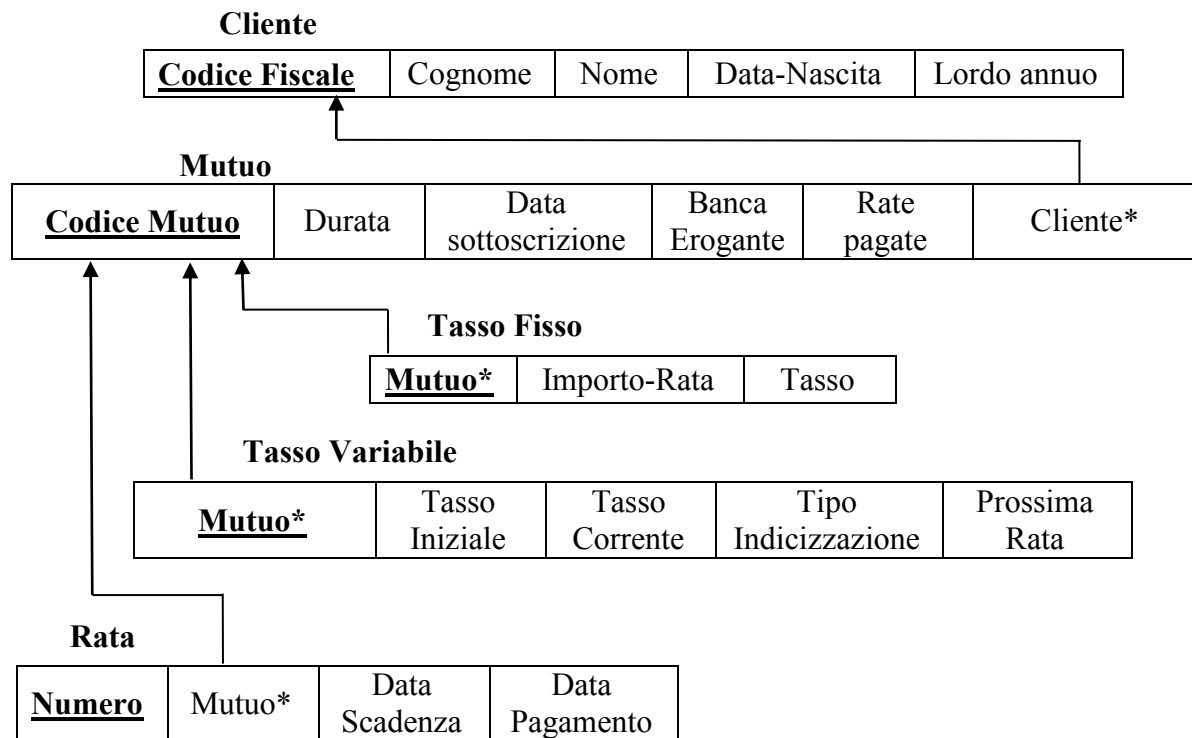 Cliente
Codice Fiscale Cognome Nome Data-Nascita Lordo annuo
Mutuo
Codice Mutuo Durata Data sottoscrizione Banca Erogante Rate pagate Cliente*
Tasso Fisso
Mutuo* Importo-Rata Tasso
Tasso Variabile
Mutuo* Tasso Iniziale Tasso Corrente Tipo Indicizzazione Prossima Rata
Rata
Numero Mutuo* Data Scadenza Data Pagamento